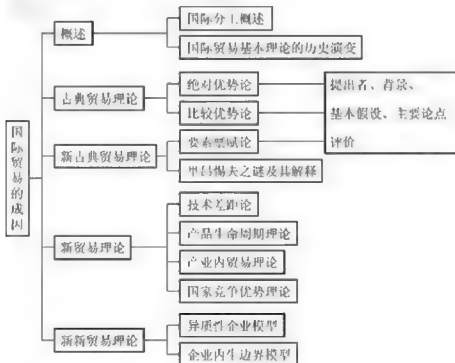 国际贸易的成因
概述
国际分工概述
国际贸易基本理论的历史演变
古典贸易理论
绝对优势论
比较优势论
提出者、背景、
基本假设、主要论点
评价
新古典贸易理论
要素禀赋论
里昂惕夫之谜及其解释
新贸易理论
技术差距论
产品生命周期理论
产业内贸易理论
国家竞争优势理论
新新贸易理论
异质性企业模型
企业内生边界模型